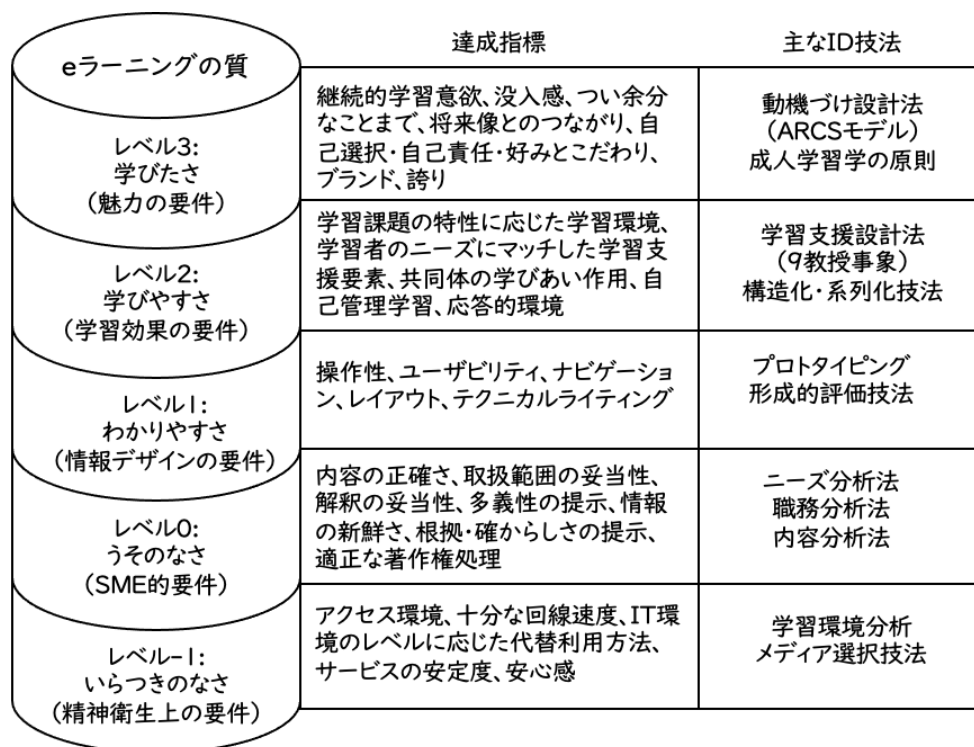 eラーニングの質
達成指標
主なID技法
レベル3:
学びたさ
(魅力の要件)
継続的学習意欲、没入感、つい余分
なことまで、将来像とのつながり、自
己選択・自己責任・好みとこだわり、
ブランド、誇り
動機づけ設計法
(ARCSモデル)
成人学習学の原則
レベル2:
学びやすさ
(学習効果の要件)
学習課題の特性に応じた学習環境、
学習者のニーズにマッチした学習支
援要素、共同体の学びあい作用、自
己管理学習、応答的環境
学習支援設計法
(9教授事象)
構造化・系列化技法
レベル1:
わかりやすさ
(情報デザインの要件)
操作性、ユーザビリティ、ナビゲーショ
ン、レイアウト、テクニカルライティング
プロトタイピング
形成的評価技法
レベル0:
うそのなさ
(SME的要件)
内容の正確さ、取扱範囲の妥当性、
解釈の妥当性、多義性の提示、情報
の新鮮さ、根拠・確からしさの提示、
適正な著作権処理
ニーズ分析法
職務分析法
内容分析法
レベル-1:
いらつきのなさ
(精神衛生上の要件)
アクセス環境、十分な回線速度、IT環
境のレベルに応じた代替利用方法、
サービスの安定度、安心感
学習環境分析
メディア選択技法